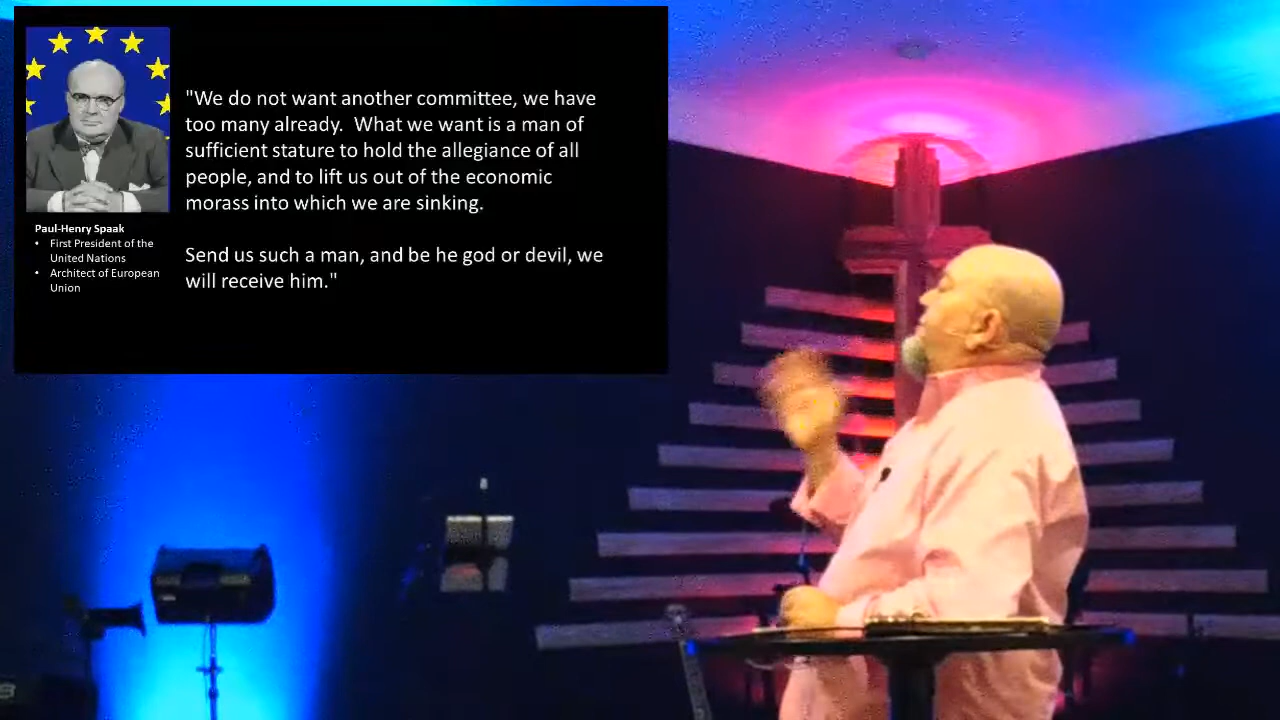 "We do not want another committee, we have
too many already.  What we want is a man of
sufficient stature to hold the allegiance of all
people, and to lift us out of the economic
morass into which we are sinking.
Send us such a man, and be he god or devil, we
will receive him."
Paul-Henry Spaak
• First President of the
United Nations
• Architect of European
Union